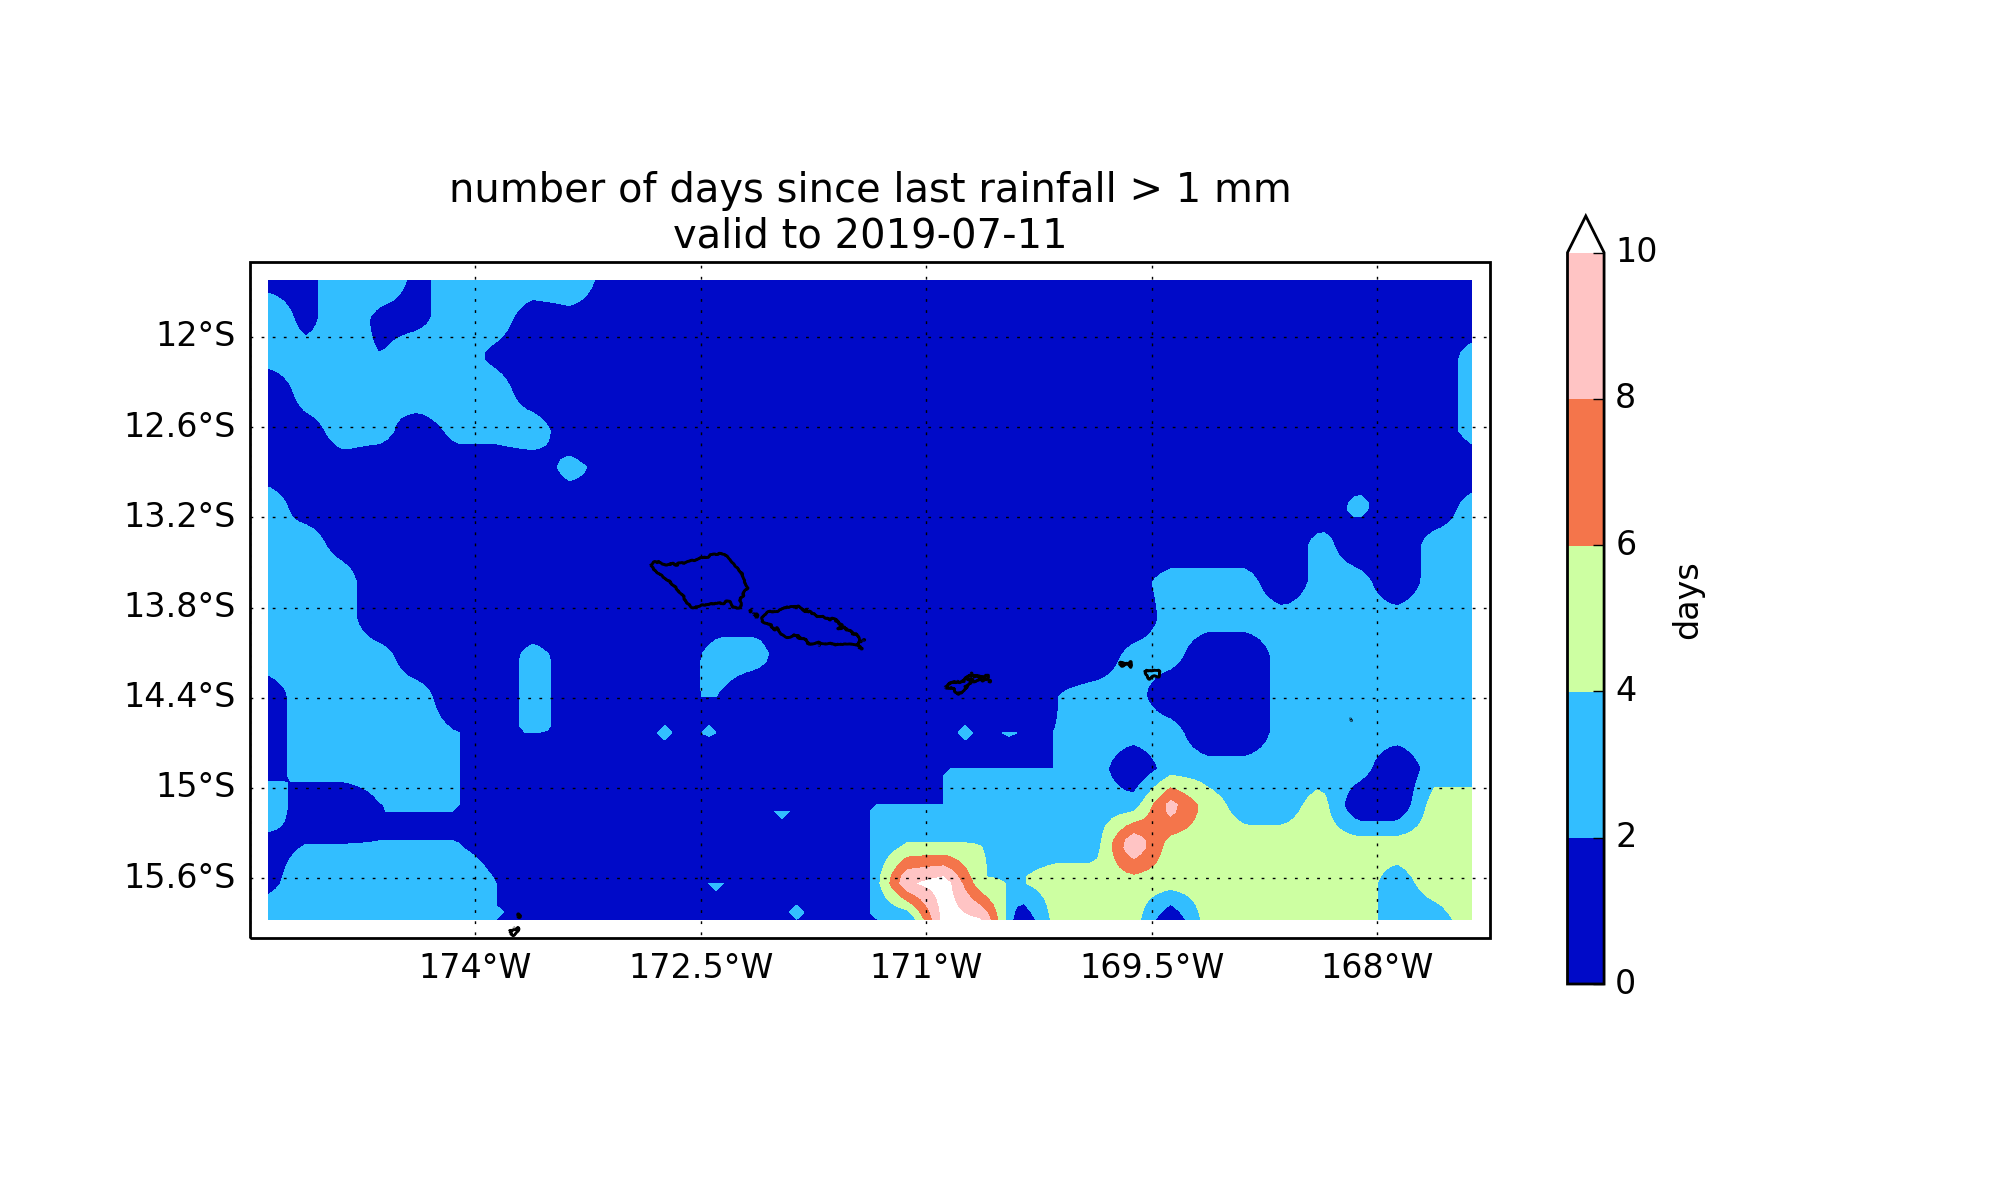 number of days since last rainfall > 1 mm
valid to 2019-07-11
12°S
12.6°S
13.2°S
13.8°S
14.4°S
15°S
15.6°S
174°W
172.5°W
171°W
169.5°W
168°W
10
8
6
4
2
0
days